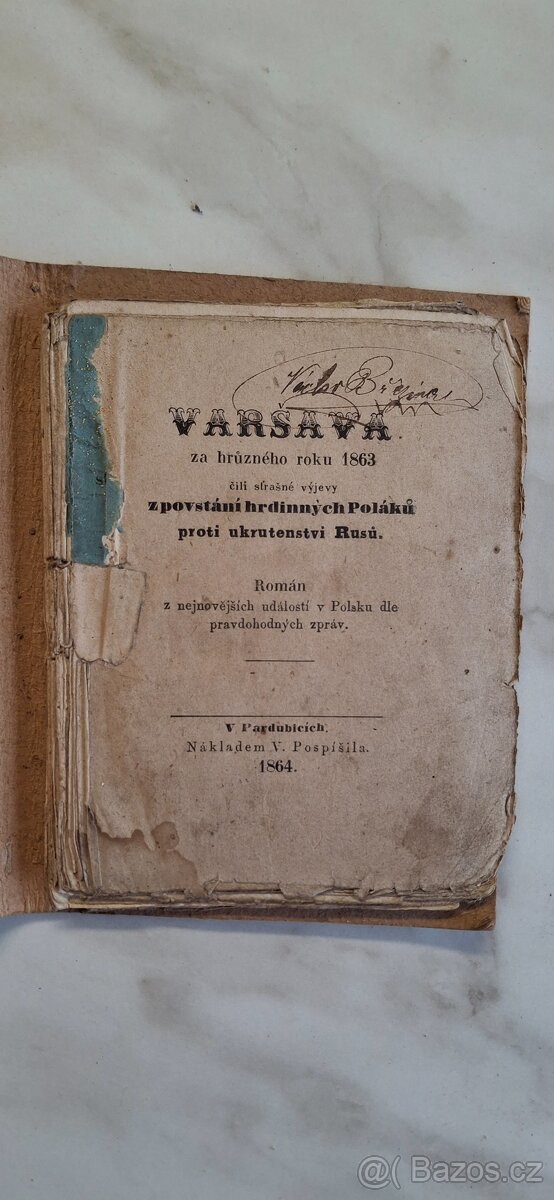 VARŠAVA.
za hrůzného roku 1863
čili strašné výjevy
z povstání hrdinných Poláků
proti ukrutenstvi Rusů.
Román
z nejnovějších událostí v Polsku dle
pravdohodných zpráv.
V Pardubicích.
Nákladem V. Pospíšila.
1864.
@( Bazos.cz